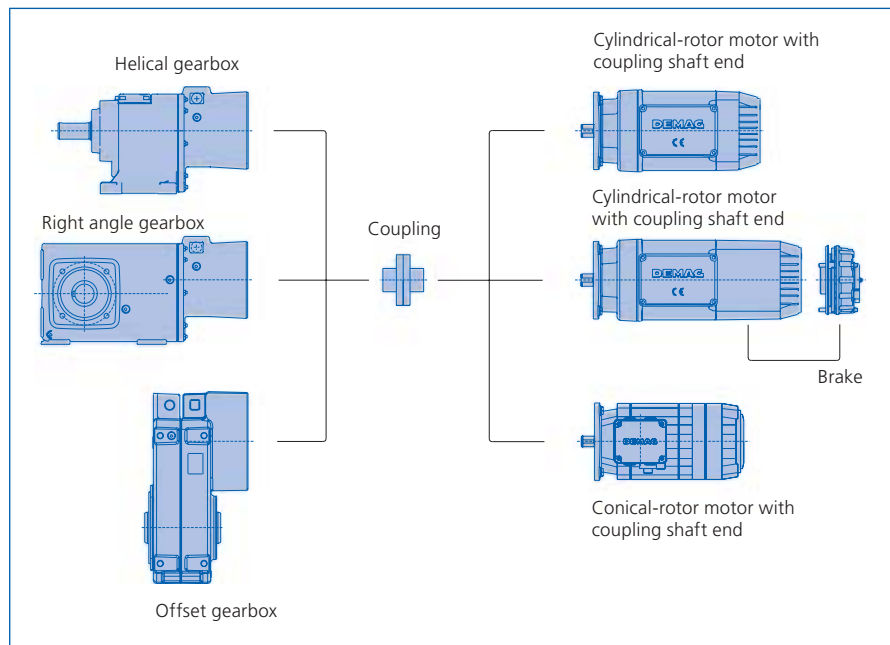 Helical gearbox
Cylindrical-rotor motor with
coupling shaft end
DEMAG
CE
Right angle gearbox
Coupling
Cylindrical-rotor motor
with coupling shaft end
DEMAG
CE
Brake
DEMAG
Conical-rotor motor with
coupling shaft end
Offset gearbox